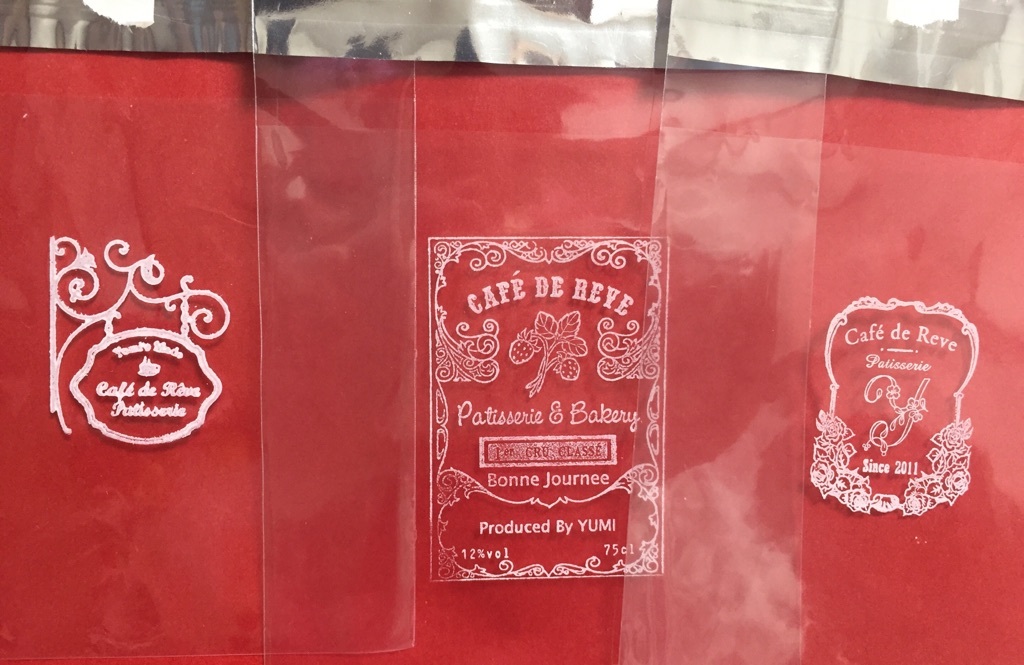 Café de Rêve
Patisserie
CAFÉ DE REVE
Patisserie & Bakery
1er CRU CLASSÉ
Bonne Journee
Produced By YUMI
12%vol 75cl
Café de Reve
Patisserie
Since 2011